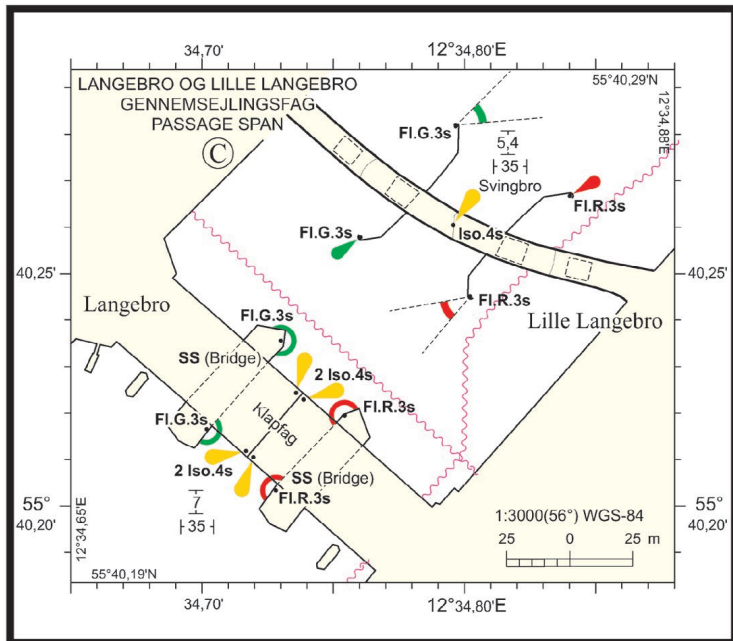 34,70'
12°34,80'E
LANGEBRO OG LILLE LANGEBRO
GENNEMSEJLINGSFAG
PASSAGE SPAN
C
55°40,29'N
12°34,88'E
Fl.G.3s
5,4
35
Svingbro
Fl.R.3s
Fl.G.3s
Iso.4s
40,25'
40,25'
Fl.R.3s
Langebro
Lille Langebro
Fl.G.3s
SS (Bridge)
2 Iso.4s
Fl.R.3s
Klapfag
Fl.G.3s
2 Iso.4s
SS (Bridge)
Fl.R.3s
7
35
55°
40,20'
55°
40,20'
12°34,65'E
1:3000(56°) WGS-84
25 0 25 m
55°40,19'N
34,70'
12°34,80'E